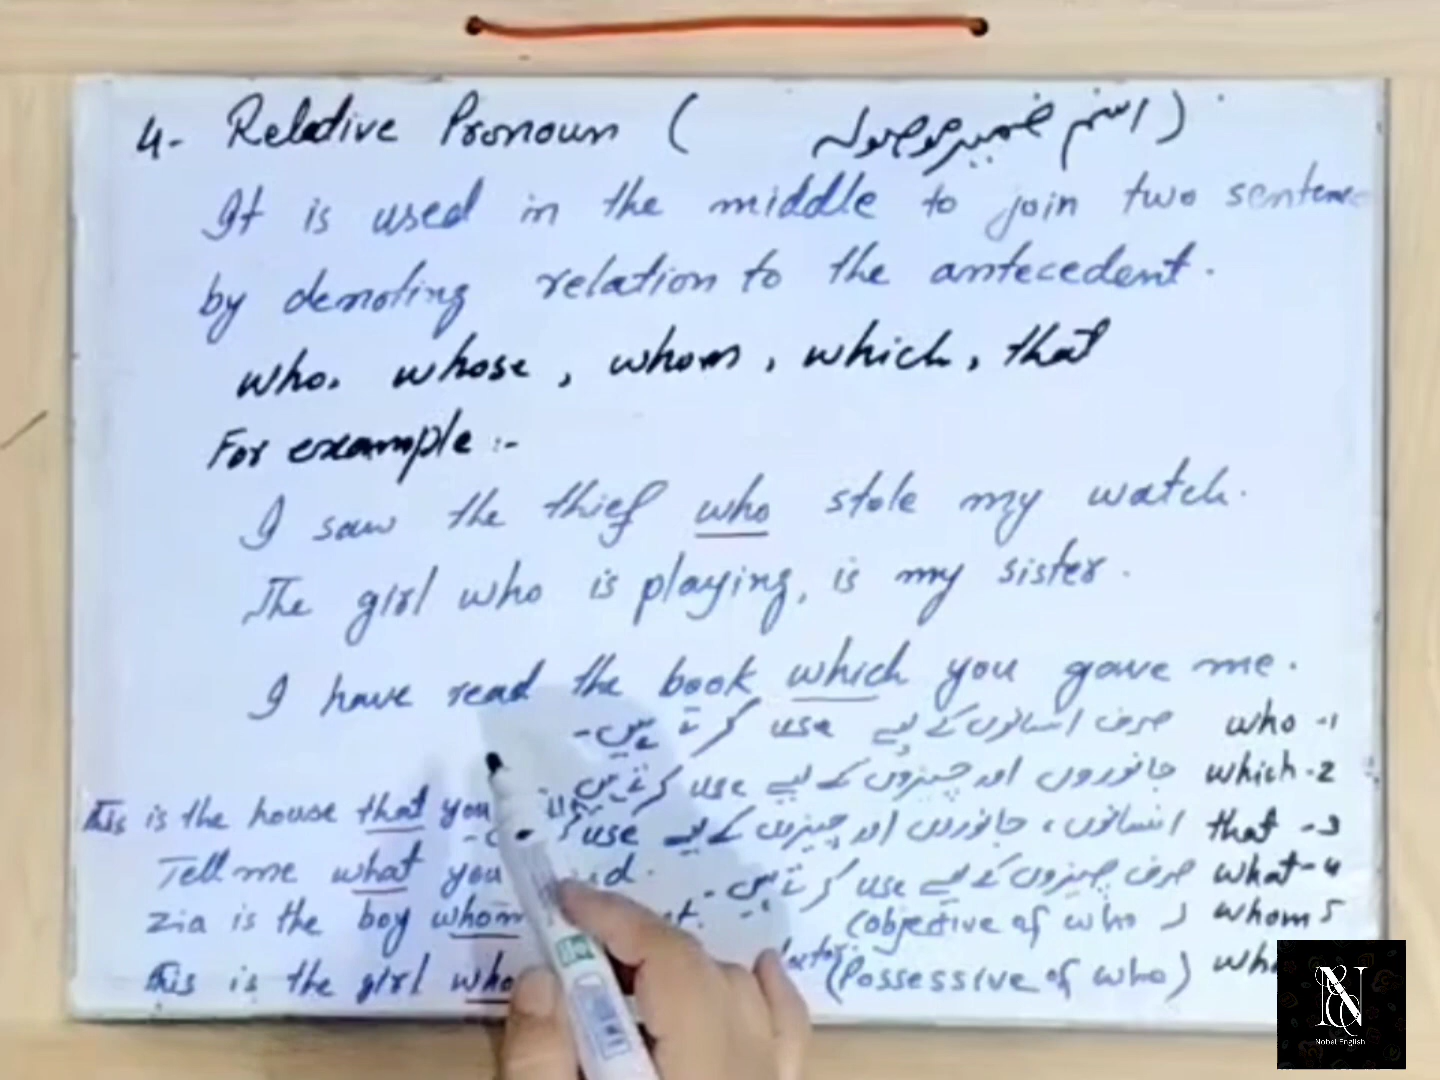 4- Relative Pronoun ( اسم ضمیر موصولہ )
It is used in the middle to join two sentence
by denoting relation to the antecedent.
who. whose, whom, which, that
For example :-
I saw the thief who stole my watch.
The girl who is playing, is my sister.
I have read the book which you gave me.
who -1 صرف انسانوں کے لیے use کرتے ہیں-
which -2 جانوروں اور چیزوں کے لیے use کرتے ہیں
This is the house that you
that -3 انسانوں، جانوروں اور چیزوں کے لیے use
Tell me what you
what -4 صرف چیزوں کے لیے use کرتے ہیں-
Zia is the boy whom
whom 5 (objective of who)
This is the girl
(Possessive of who)
N&N
Nobel English